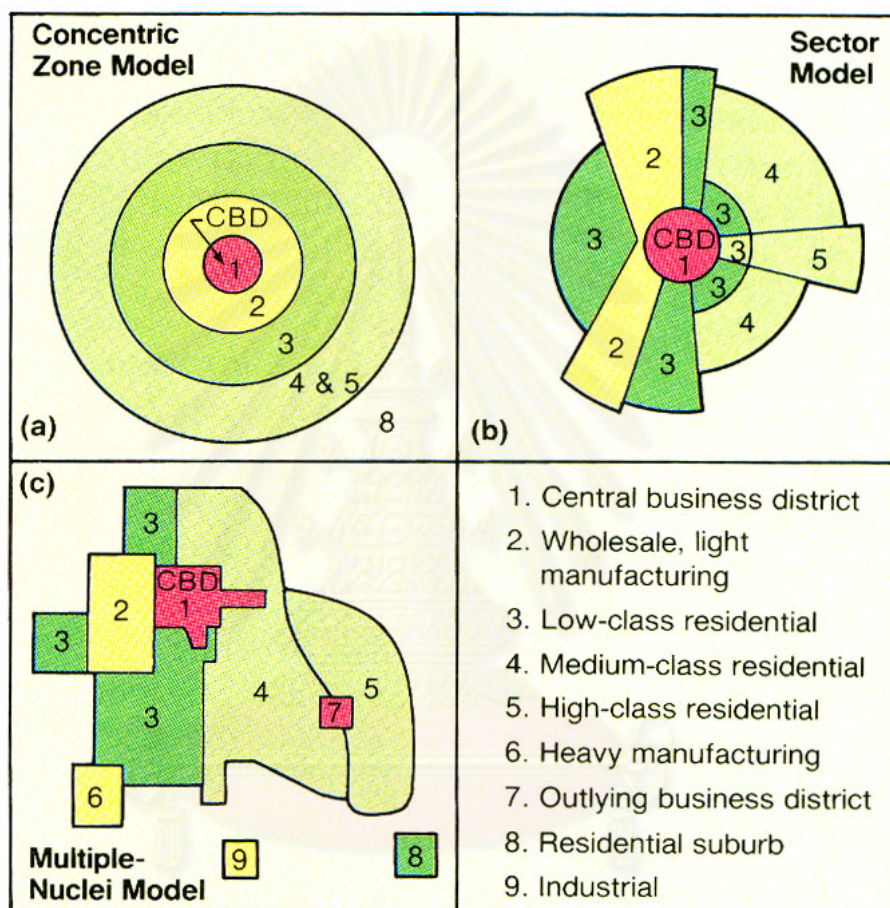 Concentric
Zone Model
CBD
1
2
3
4 & 5
8
(a)
Sector
Model
2
3
4
3
3
CBD
1
3
5
3
4
2
3
(b)
(c)
3
CBD
1
2
3
3
4
5
7
6
9
8
Multiple-
Nuclei Model
1. Central business district
2. Wholesale, light
manufacturing
3. Low-class residential
4. Medium-class residential
5. High-class residential
6. Heavy manufacturing
7. Outlying business district
8. Residential suburb
9. Industrial